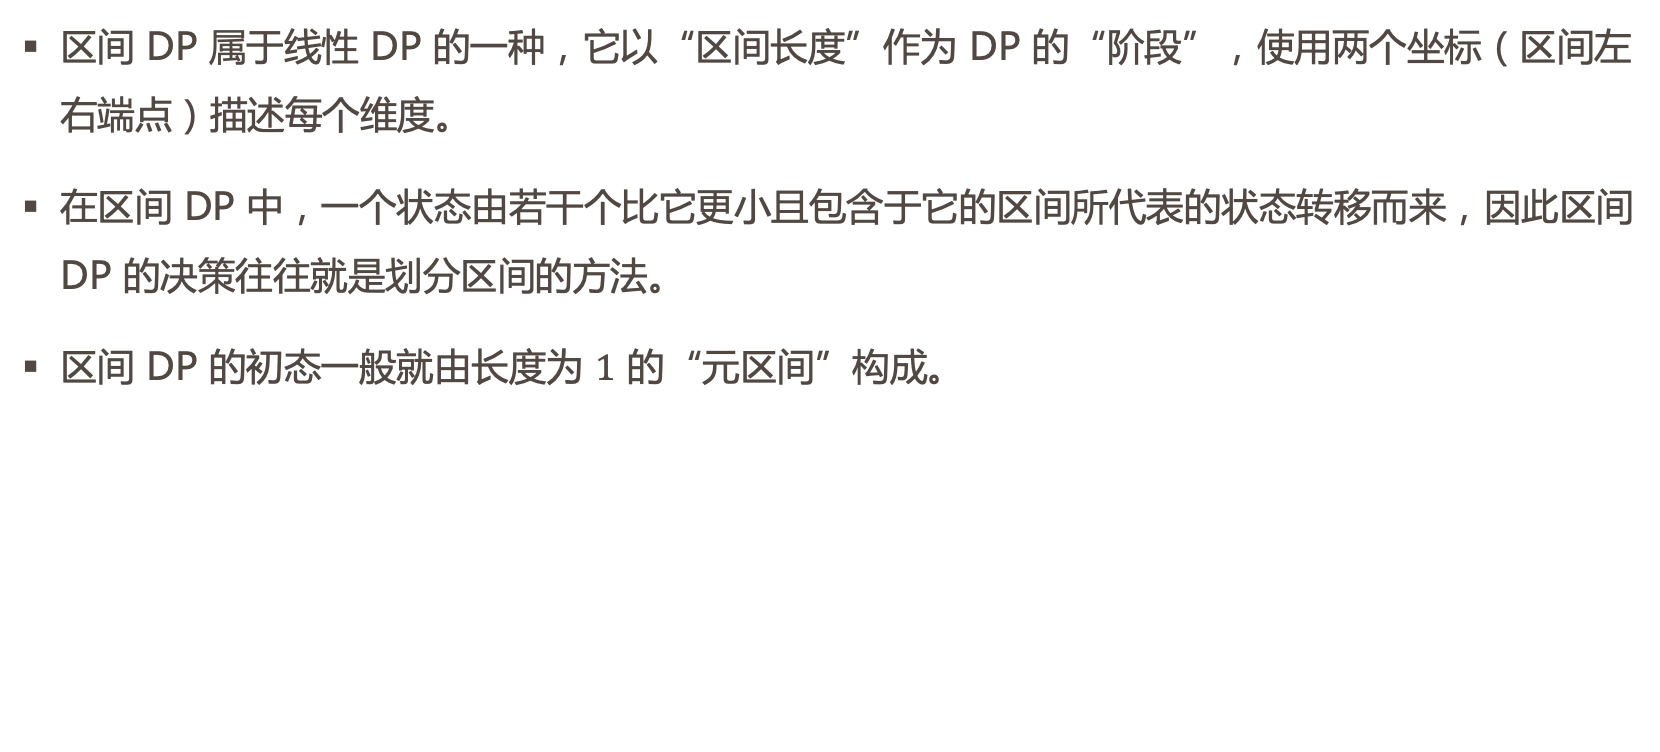 ▪ 区间 DP 属于线性 DP 的一种，它以“区间长度”作为 DP 的“阶段”，使用两个坐标（区间左
右端点）描述每个维度。
▪ 在区间 DP 中，一个状态由若干个比它更小且包含于它的区间所代表的状态转移而来，因此区间
DP 的决策往往就是划分区间的方法。
▪ 区间 DP 的初态一般就由长度为 1 的“元区间”构成。